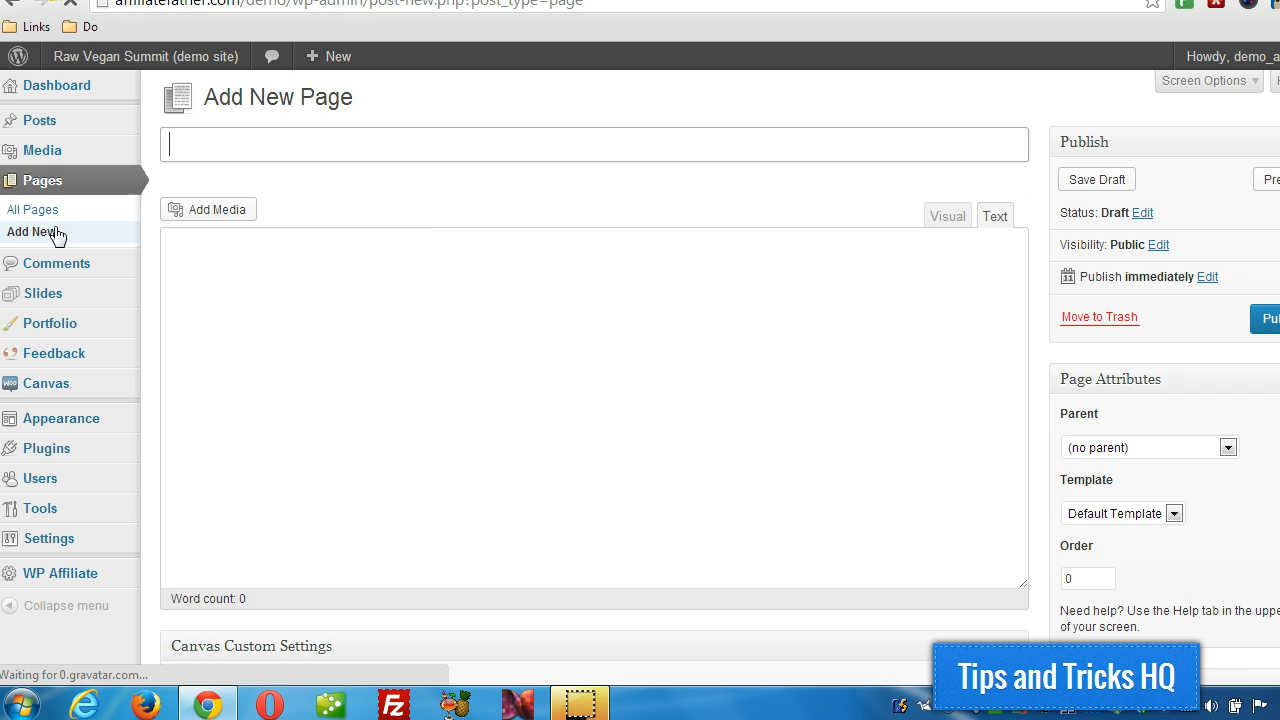 affiliatefather.com/demo/wp-admin/post-new.php?post_type=page
Links
Do
Raw Vegan Summit (demo site)
New
Howdy, demo_a
Dashboard
Posts
Media
Pages
All Pages
Add New
Comments
Slides
Portfolio
Feedback
Canvas
Appearance
Plugins
Users
Tools
Settings
WP Affiliate
Collapse menu
Screen Options
Add New Page
Add Media
Visual
Text
Word count: 0
Canvas Custom Settings
Publish
Save Draft
Pre
Status: Draft Edit
Visibility: Public Edit
Publish immediately Edit
Move to Trash
Pul
Page Attributes
Parent
(no parent)
Template
Default Template
Order
0
Need help? Use the Help tab in the uppe
of your screen.
Waiting for 0.gravatar.com...
Tips and Tricks HQ